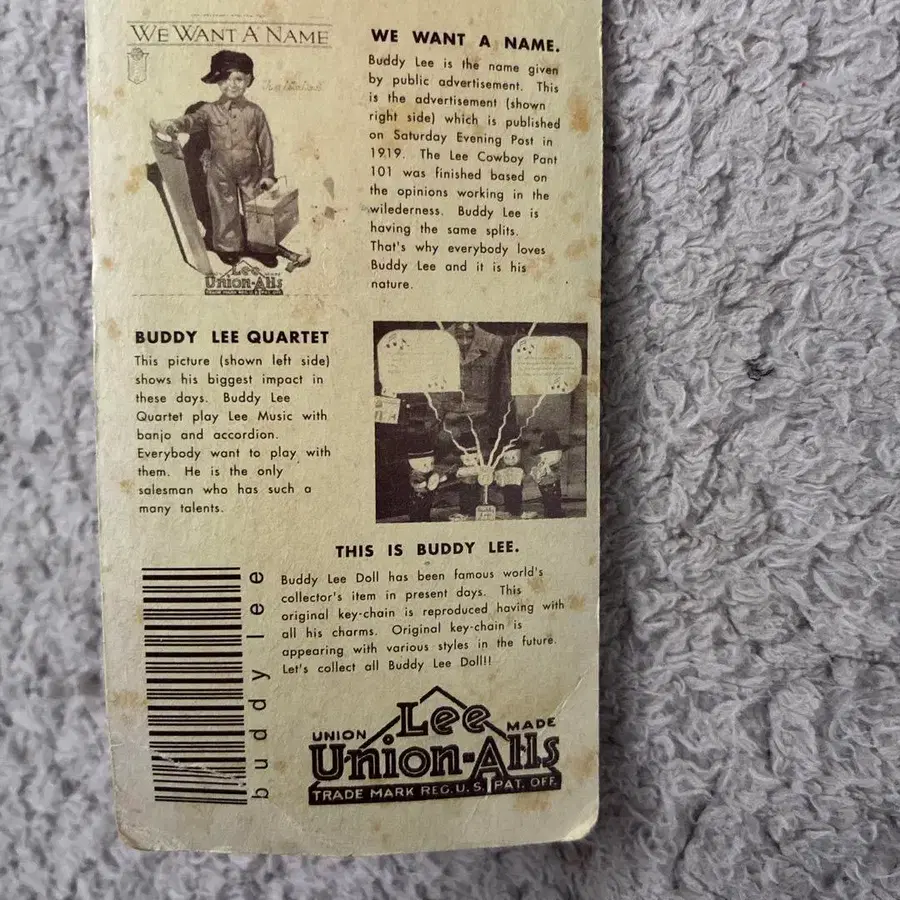 WE WANT A NAME
Lee
MADE
Union-Alls
TRADE MARK REG. U.S. PAT. OFF.
WE WANT A NAME.
Buddy Lee is the name given
by public advertisement. This
is the advertisement (shown
right side) which is published
on Saturday Evening Post in
1919. The Lee Cowboy Pant
101 was finished based on
the opinions working in the
wilederness. Buddy Lee is
having the same splits.
That's why everybody loves
Buddy Lee and it is his
nature.
BUDDY LEE QUARTET
This picture (shown left side)
shows his biggest impact in
these days. Buddy Lee
Quartet play Lee Music with
banjo and accordion.
Everybody want to play with
them. He is the only
salesman who has such a
many talents.
THIS IS BUDDY LEE.
Buddy Lee Doll has been famous world's
collector's item in present days. This
original key-chain is reproduced having with
all his charms. Original key-chain is
appearing with various styles in the future.
Let's collect all Buddy Lee Doll!!
buddy lee
UNION Lee MADE
Union-Alls
TRADE MARK REG. U.S. PAT. OFF.